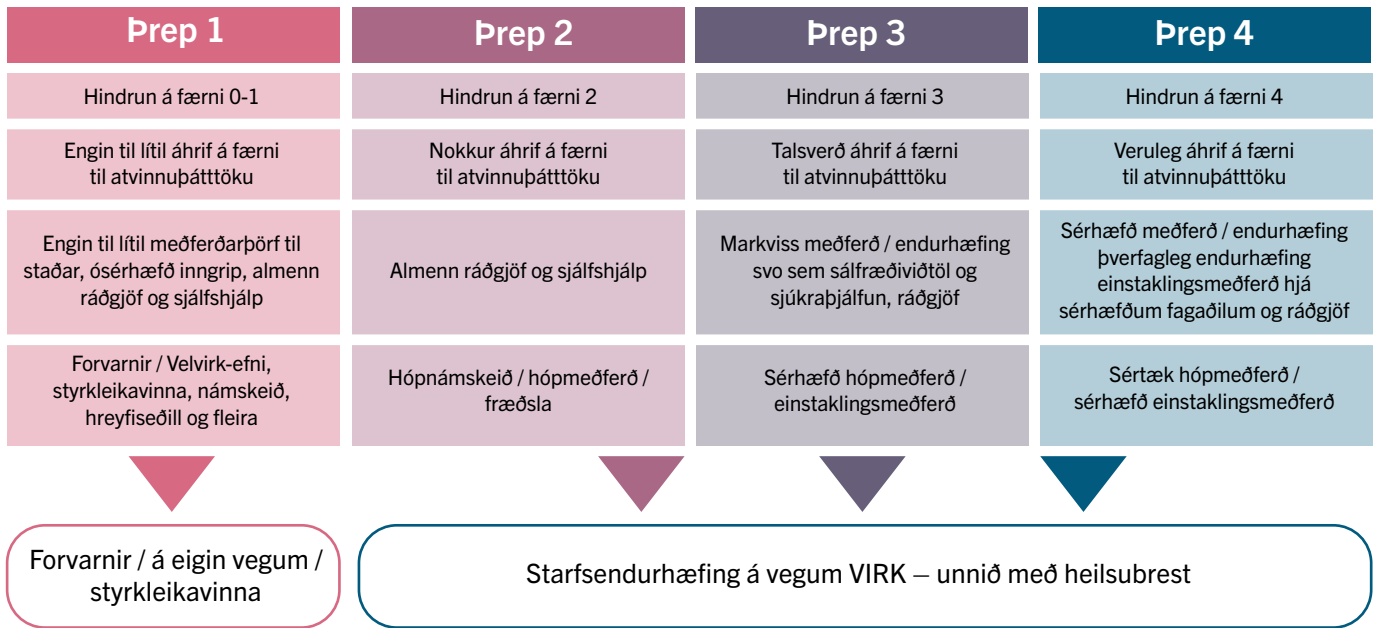 Þrep 1
Hindrun á færni 0-1
Engin til lítil áhrif á færni
til atvinnuþátttöku
Engin til lítil meðferðarþörf til
staðar, ósérhæfð inngrip, almenn
ráðgjöf og sjálfshjálp
Forvarnir / Velvirk-efni,
styrkleikavinna, námskeið,
hreyfiseðill og fleira
Forvarnir / á eigin vegum /
styrkleikavinna
Þrep 2
Hindrun á færni 2
Nokkur áhrif á færni
til atvinnuþátttöku
Almenn ráðgjöf og sjálfshjálp
Hópnámskeið / hópmeðferð /
fræðsla
Þrep 3
Hindrun á færni 3
Talsverð áhrif á færni
til atvinnuþátttöku
Markviss meðferð / endurhæfing
svo sem sálfræðiviðtöl og
sjúkraþjálfun, ráðgjöf
Sérhæfð hópmeðferð /
einstaklingsmeðferð
Þrep 4
Hindrun á færni 4
Veruleg áhrif á færni
til atvinnuþátttöku
Sérhæfð meðferð / endurhæfing
þverfagleg endurhæfing
einstaklingsmeðferð hjá
sérhæfðum fagaðilum og ráðgjöf
Sértæk hópmeðferð /
sérhæfð einstaklingsmeðferð
Starfsendurhæfing á vegum VIRK – unnið með heilsubrest